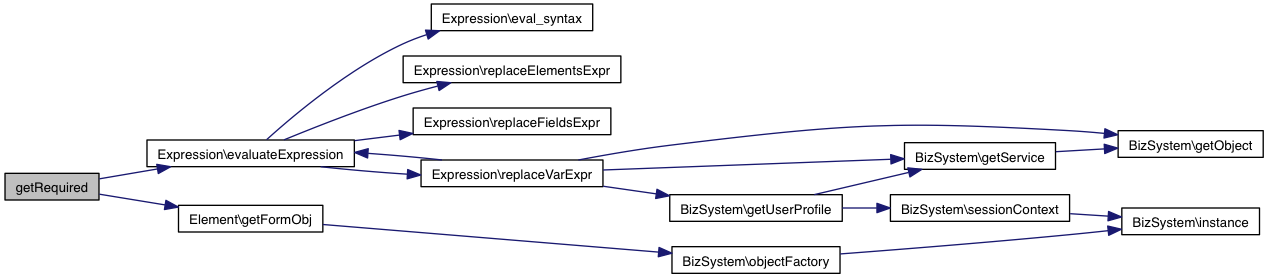 Expression\eval_syntax
Expression\replaceElementsExpr
Expression\replaceFieldsExpr
BizSystem\getObject
Expression\evaluateExpression
BizSystem\getService
Expression\replaceVarExpr
getRequired
BizSystem\getUserProfile
BizSystem\sessionContext
Element\getFormObj
BizSystem\instance
BizSystem\objectFactory